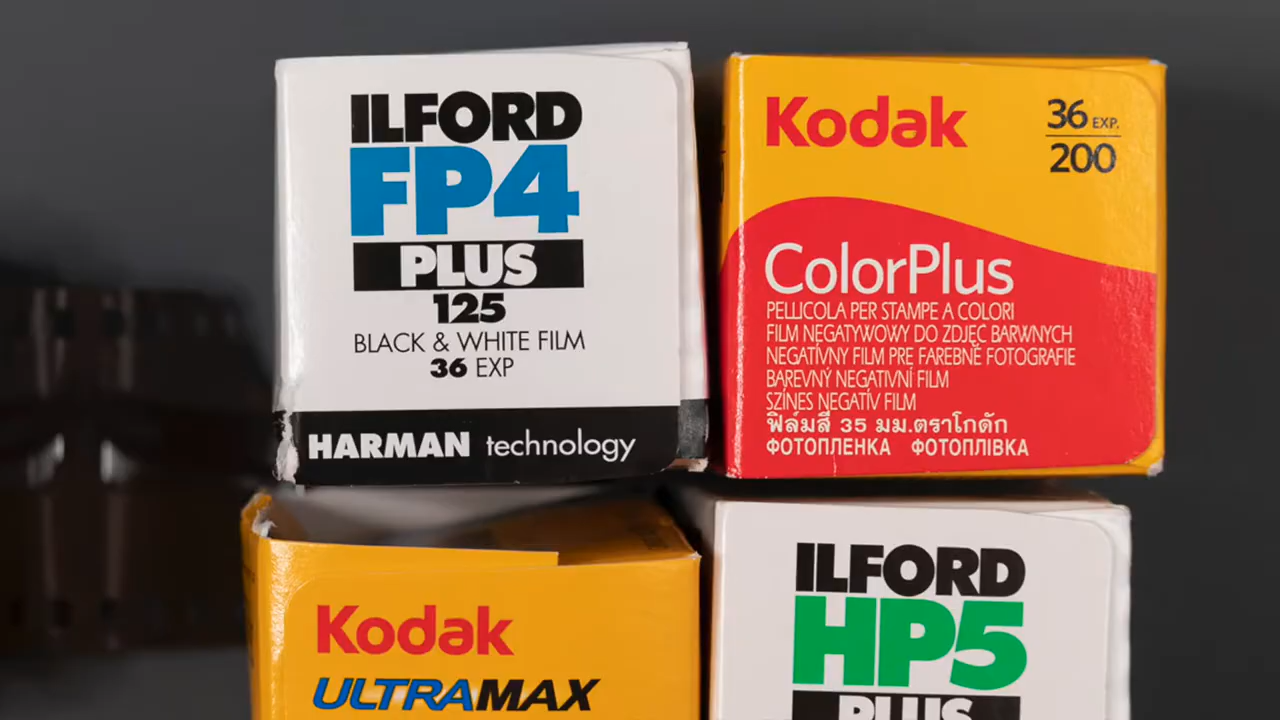 ILFORD
FP4
PLUS
125
BLACK & WHITE FILM
36 EXP
HARMAN technology
Kodak
36 EXP.
200
ColorPlus
PELLICOLA PER STAMPE A COLORI
FILM NEGATYWOWY DO ZDJĘĆ BARWNYCH
NEGATÍVNY FILM PRE FAREBNÉ FOTOGRAFIE
BAREVNÝ NEGATIVNÍ FILM
SZÍNES NEGATÍV FILM
ฟิล์มสี 35 มม.ตราโกดัก
ФОТОПЛЕНКА ФОТОПЛІВКА
Kodak
ULTRAMAX
ILFORD
HP5
PLUS